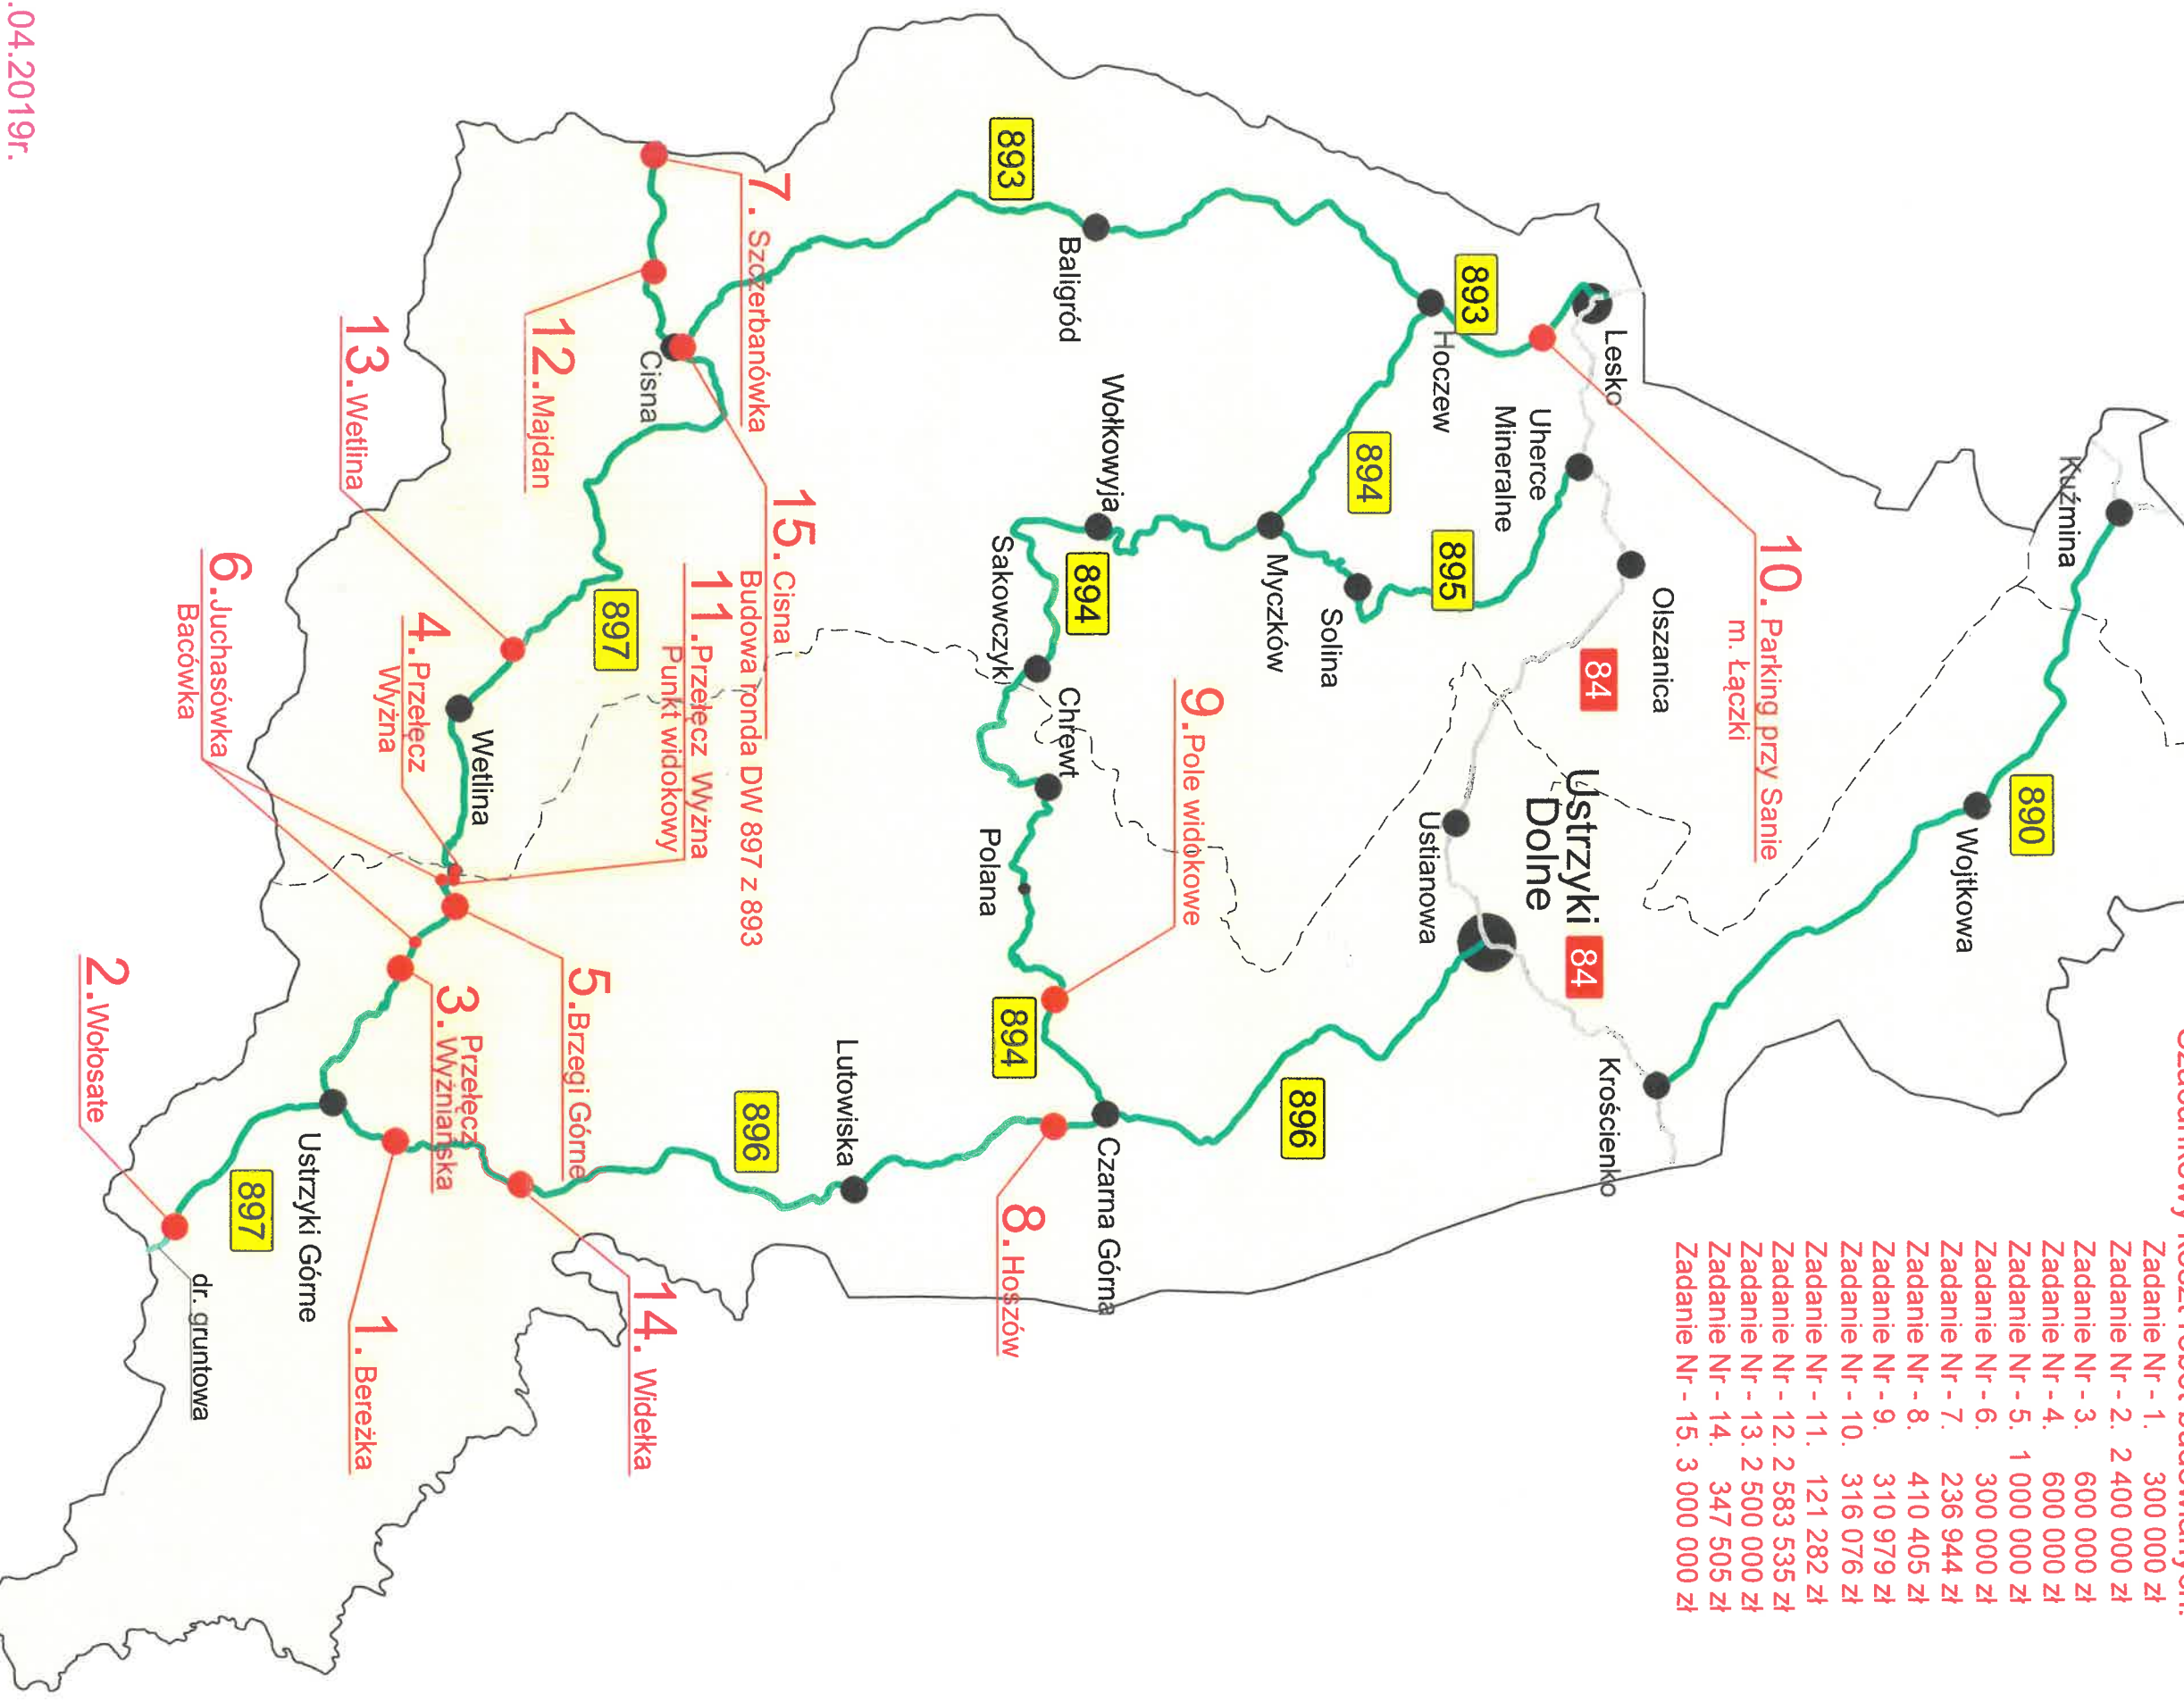 Szacunkowy koszt robót budowlanych:
Zadanie Nr - 1. 300 000 zł
Zadanie Nr - 2. 2 400 000 zł
Zadanie Nr - 3. 600 000 zł
Zadanie Nr - 4. 600 000 zł
Zadanie Nr - 5. 1 000 000 zł
Zadanie Nr - 6. 300 000 zł
Zadanie Nr - 7. 236 944 zł
Zadanie Nr - 8. 410 405 zł
Zadanie Nr - 9. 310 979 zł
Zadanie Nr - 10. 316 076 zł
Zadanie Nr - 11. 121 282 zł
Zadanie Nr - 12. 2 583 535 zł
Zadanie Nr - 13. 2 500 000 zł
Zadanie Nr - 14. 347 505 zł
Zadanie Nr - 15. 3 000 000 zł
Kuźmina
890
Wojtkowa
10. Parking przy Sanie
m. Łączki
Lesko
Olszanica
84
Ustrzyki
Dolne
84
Krościenko
Uherce
Mineralne
893
Hoczew
895
Ustianowa
894
Solina
896
Myczków
9. Pole widokowe
Wołkowyja
Baligród
894
Chrewt
Czarna Górna
893
Sakowczyk
Polana
894
8. Hoszów
Lutowiska
7. Szczerbanówka
15. Cisna
Budowa ronda DW 897 z 893
896
11. Przełęcz Wyżna
Punkt widokowy
Cisna
897
14. Widełka
12. Majdan
5. Brzegi Górne
Wetlina
Przełęcz
3. Wyżniańska
4. Przełęcz
Wyżna
13. Wetlina
1. Bereżka
Ustrzyki Górne
897
6. Juchasówka
Bacówka
dr. gruntowa
2. Wołosate
.04.2019r.